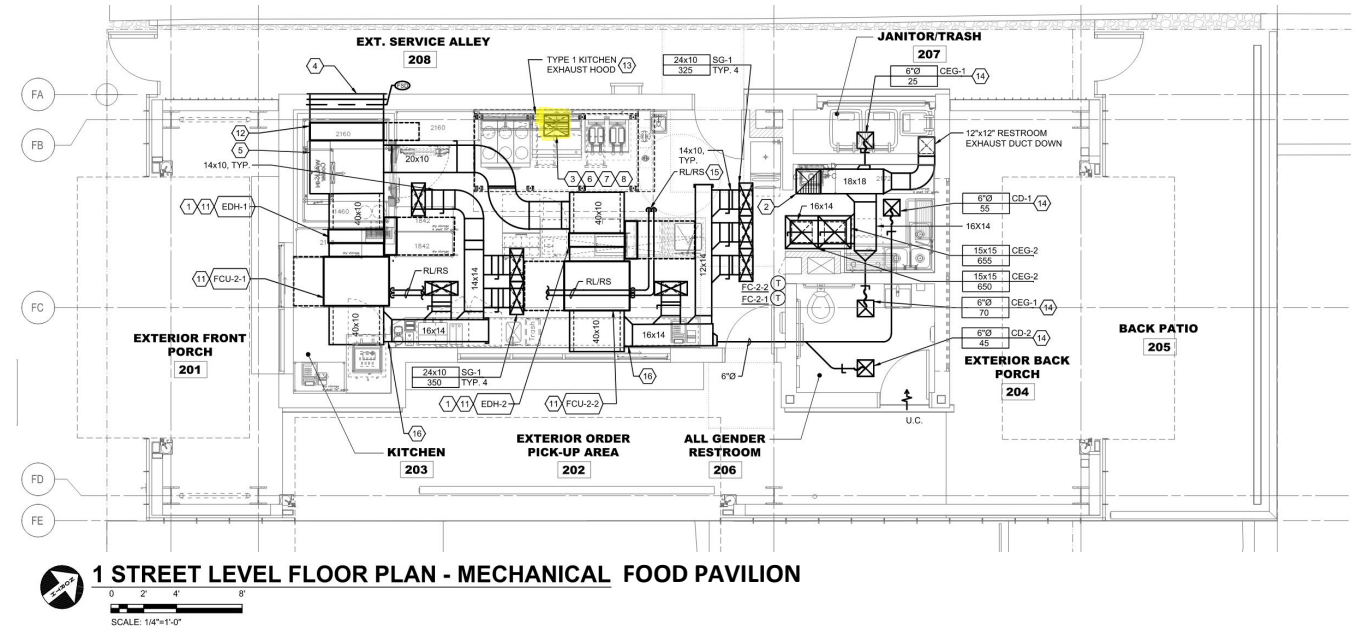 EXT. SERVICE ALLEY
208
TYPE 1 KITCHEN
EXHAUST HOOD 13
24x10 SG-1
325 TYP. 4
JANITOR/TRASH
207
6"Ø CEG-1 14
25
4
FSD
FA
12
2160
2160
12"x12" RESTROOM
EXHAUST DUCT DOWN
FB
5
20x10
14x10,
TYP.
14x10, TYP.
3 6 7 8
RL/RS 15
18x18
2
6"Ø CD-1 14
55
1460
40x10
40x10
16x14
1 11 EDH-1
1842
16X14
1842
15x15 CEG-2
655
12x14
15x15 CEG-2
650
11 FCU-2-1
RL/RS
RL/RS
14x14
FC-2-2 T
FC-2-1 T
FC
6"Ø CEG-1 14
70
40x10
16x14
40x10
16x14
6"Ø CD-2 14
45
EXTERIOR FRONT
PORCH
201
BACK PATIO
205
EXTERIOR BACK
PORCH
204
24x10 SG-1
350 TYP. 4
16
6"Ø
1 11 EDH-2
11 FCU-2-2
U.C.
16
KITCHEN
203
EXTERIOR ORDER
PICK-UP AREA
202
ALL GENDER
RESTROOM
206
FD
FE
NORTH
1 STREET LEVEL FLOOR PLAN - MECHANICAL FOOD PAVILION
0 2' 4' 8'
SCALE: 1/4"=1'-0"